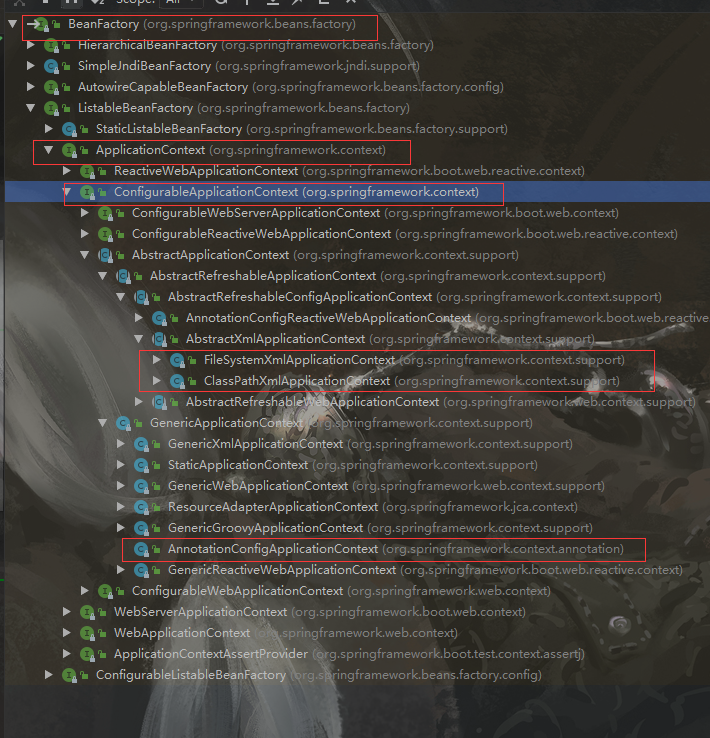 Scope: All
BeanFactory (org.springframework.beans.factory)
HierarchicalBeanFactory (org.springframework.beans.factory)
SimpleJndiBeanFactory (org.springframework.jndi.support)
AutowireCapableBeanFactory (org.springframework.beans.factory.config)
ListableBeanFactory (org.springframework.beans.factory)
StaticListableBeanFactory (org.springframework.beans.factory.support)
ApplicationContext (org.springframework.context)
ReactiveWebApplicationContext (org.springframework.boot.web.reactive.context)
ConfigurableApplicationContext (org.springframework.context)
ConfigurableWebServerApplicationContext (org.springframework.boot.web.context)
ConfigurableReactiveWebApplicationContext (org.springframework.boot.web.reactive.context)
AbstractApplicationContext (org.springframework.context.support)
AbstractRefreshableApplicationContext (org.springframework.context.support)
AbstractRefreshableConfigApplicationContext (org.springframework.context.support)
AnnotationConfigReactiveWebApplicationContext (org.springframework.boot.web.reactive
AbstractXmlApplicationContext (org.springframework.context.support)
FileSystemXmlApplicationContext (org.springframework.context.support)
ClassPathXmlApplicationContext (org.springframework.context.support)
AbstractRefreshableWebApplicationContext (org.springframework.web.context.support)
GenericApplicationContext (org.springframework.context.support)
GenericXmlApplicationContext (org.springframework.context.support)
StaticApplicationContext (org.springframework.context.support)
GenericWebApplicationContext (org.springframework.web.context.support)
ResourceAdapterApplicationContext (org.springframework.jca.context)
GenericGroovyApplicationContext (org.springframework.context.support)
AnnotationConfigApplicationContext (org.springframework.context.annotation)
GenericReactiveWebApplicationContext (org.springframework.boot.web.reactive.context)
ConfigurableWebApplicationContext (org.springframework.web.context)
WebServerApplicationContext (org.springframework.boot.web.context)
WebApplicationContext (org.springframework.web.context)
ApplicationContextAssertProvider (org.springframework.boot.test.context.assertj)
ConfigurableListableBeanFactory (org.springframework.beans.factory.config)